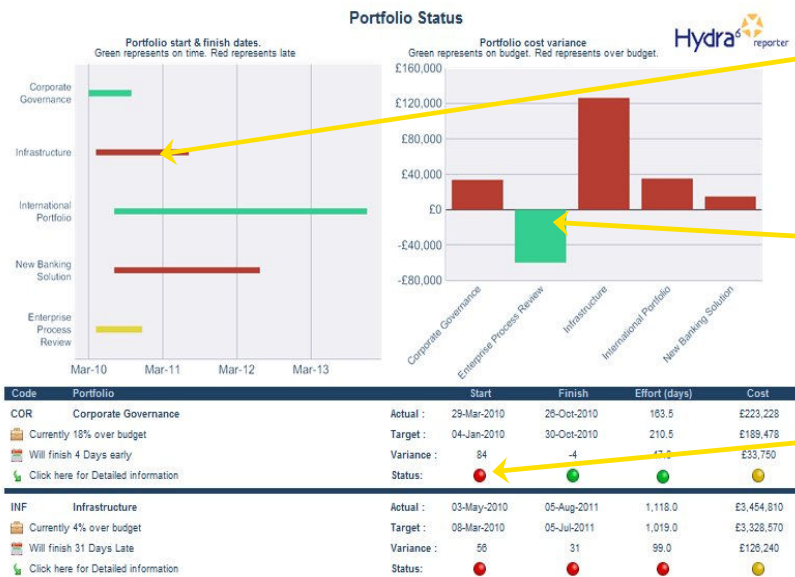 Portfolio Status
Hydra6 reporter
Portfolio start & finish dates.
Green represents on time. Red represents late
Corporate
Governance
Infrastructure
International
Portfolio
New Banking
Solution
Enterprise
Process
Review
Mar-10 Mar-11 Mar-12 Mar-13
Portfolio cost variance
Green represents on budget. Red represents over budget.
£160,000
£120,000
£80,000
£40,000
£0
-£40,000
-£80,000
Corporate Governance
Enterprise Process Review
Infrastructure
International Portfolio
New Banking Solution
Code Portfolio Start Finish Effort (days) Cost
COR Corporate Governance Actual : 29-Mar-2010 26-Oct-2010 163.5 £223,228
Currently 18% over budget Target : 04-Jan-2010 30-Oct-2010 210.5 £189,478
Will finish 4 Days early Variance : 84 -4 £33,750
Click here for Detailed information Status:
INF Infrastructure Actual : 03-May-2010 05-Aug-2011 1,118.0 £3,454,810
Currently 4% over budget Target : 08-Mar-2010 05-Jul-2011 1,019.0 £3,328,570
Will finish 31 Days Late Variance : 56 31 99.0 £126,240
Click here for Detailed information Status: